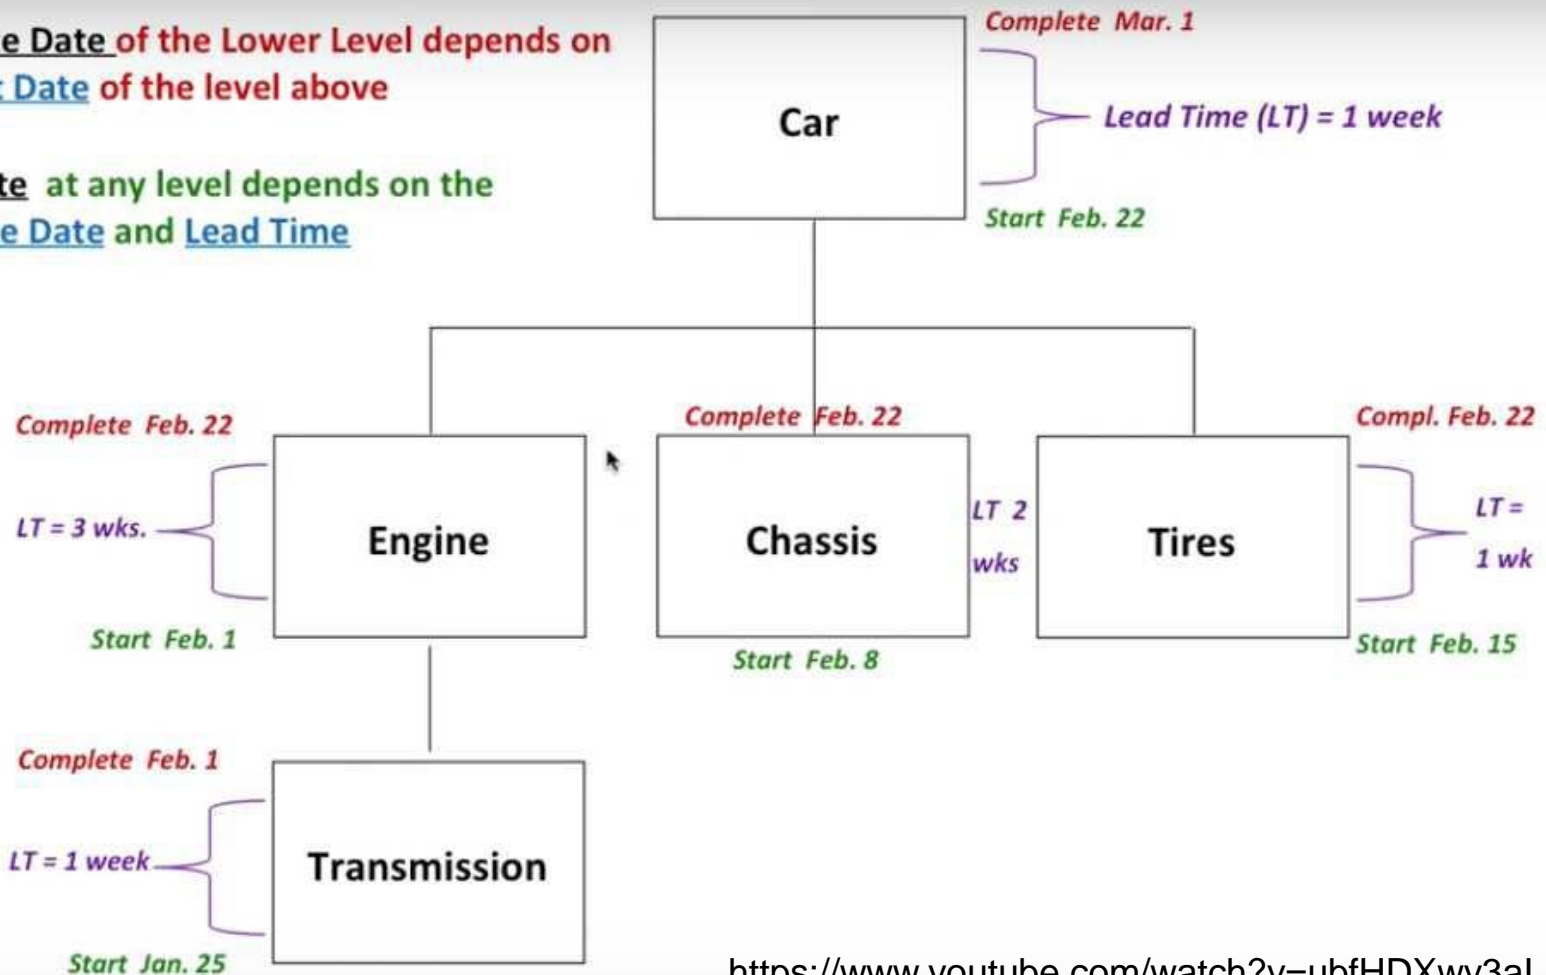 e Date of the Lower Level depends on
t Date of the level above
te at any level depends on the
e Date and Lead Time
Complete Mar. 1
Car
Lead Time (LT) = 1 week
Start Feb. 22
Complete Feb. 22
LT = 3 wks.
Engine
Start Feb. 1
Complete Feb. 22
Chassis
LT 2
wks
Start Feb. 8
Compl. Feb. 22
Tires
LT =
1 wk
Start Feb. 15
Complete Feb. 1
LT = 1 week
Transmission
Start Jan. 25